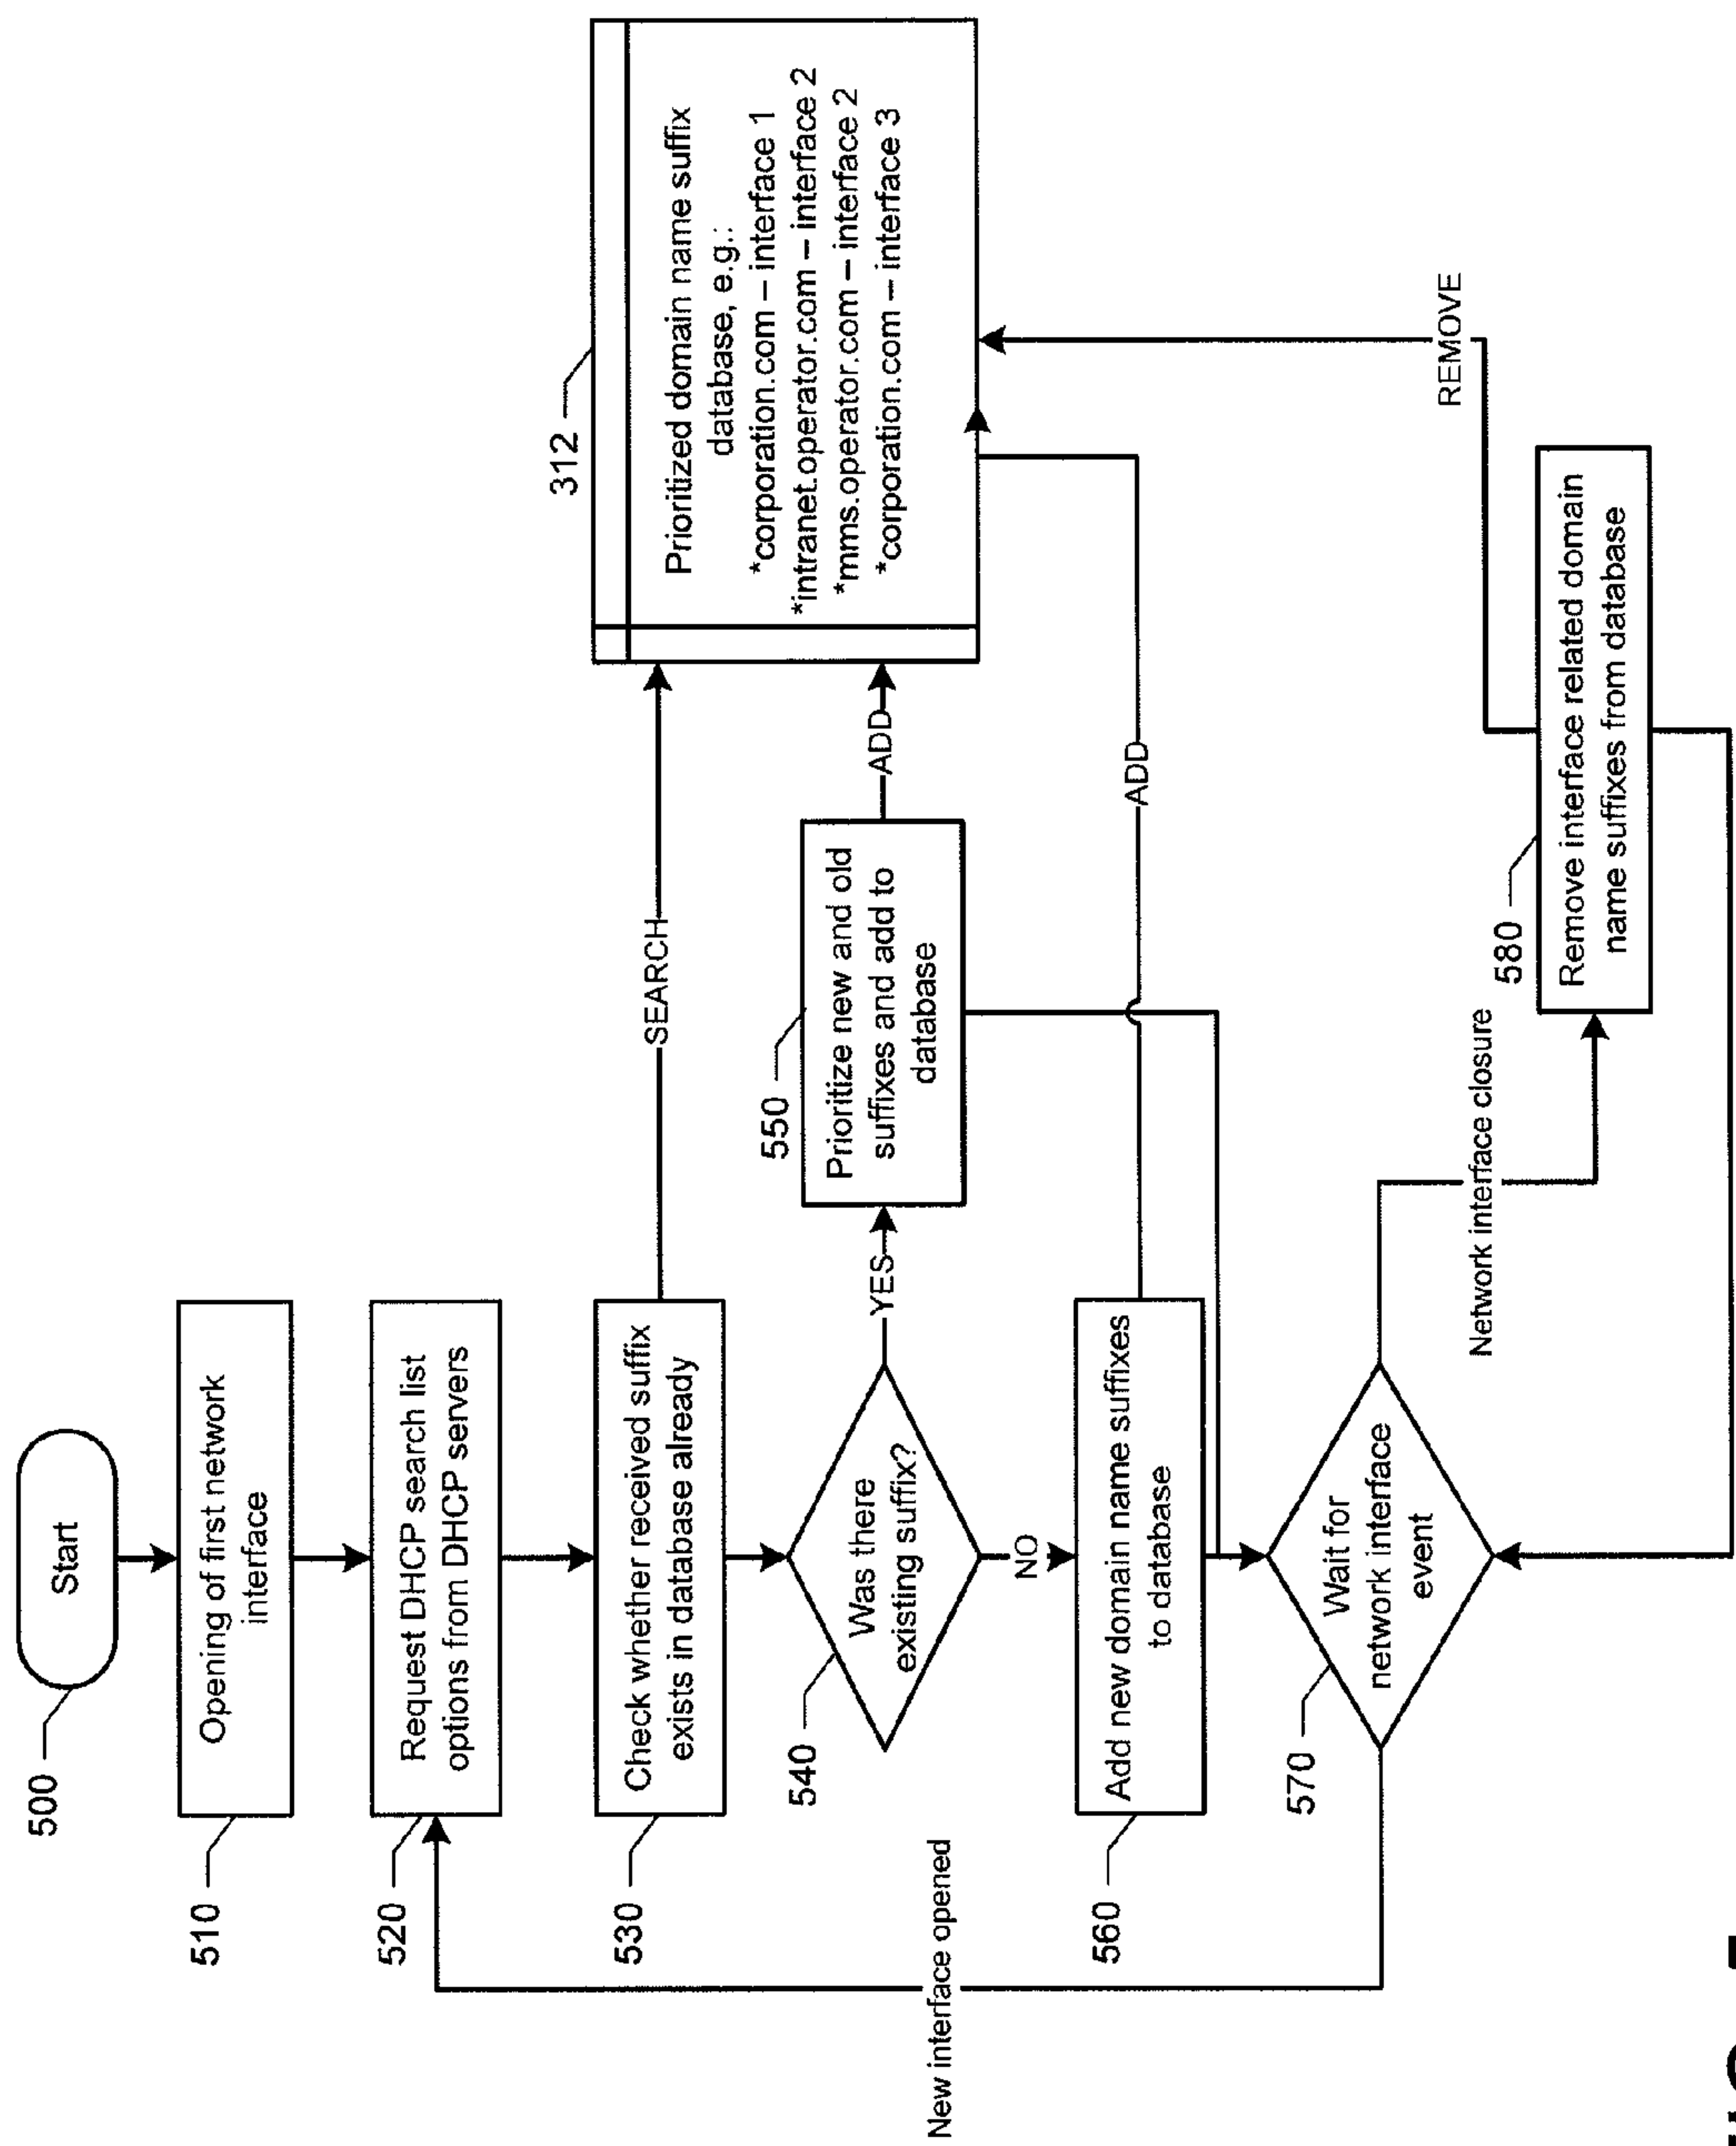 500
Start
510
Opening of first network
interface
520
Request DHCP search list
options from DHCP servers
530
Check whether received suffix
exists in database already
SEARCH
312
Prioritized domain name suffix
database, e.g.:
*corporation.com – interface 1
*intranet.operator.com – interface 2
*mms.operator.com – interface 2
*corporation.com – interface 3
540
Was there
existing suffix?
YES
550
Prioritize new and old
suffixes and add to
database
ADD
NO
560
Add new domain name suffixes
to database
ADD
570
Wait for
network interface
event
New interface opened
Network interface closure
580
Remove interface related domain
name suffixes from database
REMOVE